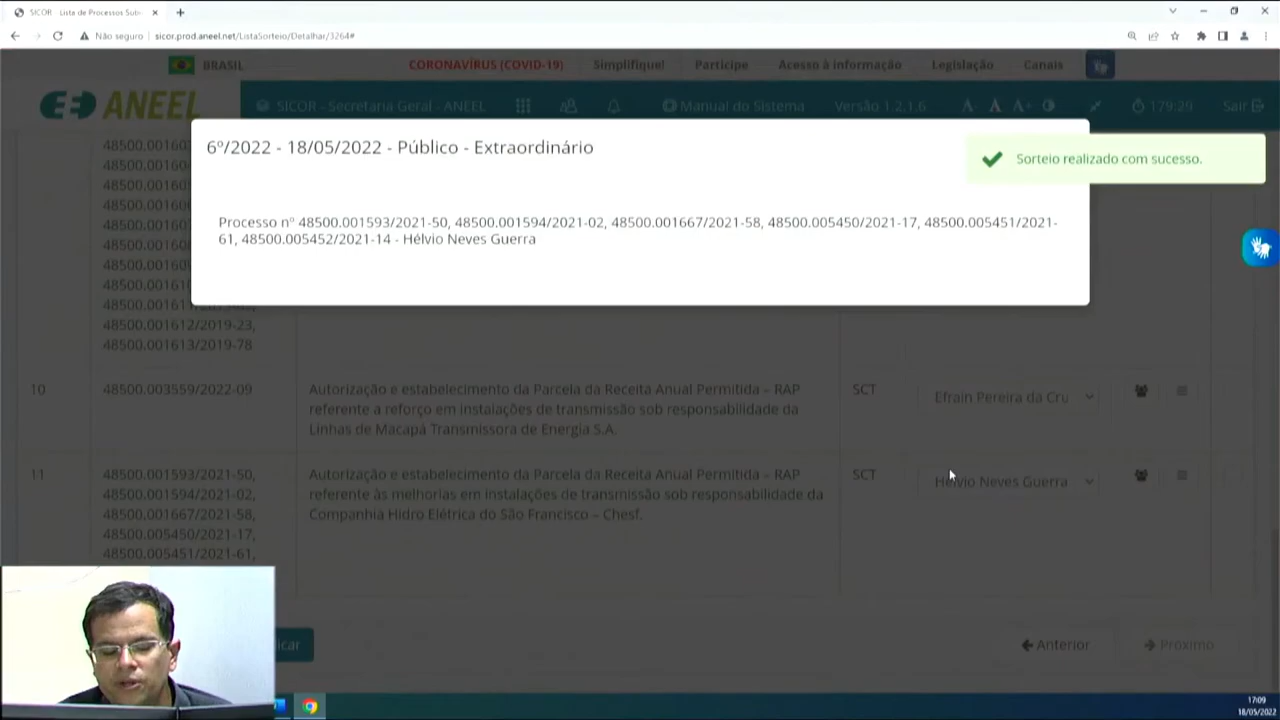 SICOR - Lista de Processos Sub
Não seguro | sicor.prod.aneel.net/ListaSorteio/Detalhar/3264#
BRASIL CORONAVÍRUS (COVID-19) Simplifique! Participe Acesso à informação Legislação Canais
ANEEL SICOR - Secretaria Geral - ANEEL Manual do Sistema Versão 1.2.1.6 A- A A+ 179:29 Sair
6º/2022 - 18/05/2022 - Público - Extraordinário
Sorteio realizado com sucesso.
Processo nº 48500.001593/2021-50, 48500.001594/2021-02, 48500.001667/2021-58, 48500.005450/2021-17, 48500.005451/2021-
61, 48500.005452/2021-14 - Hélvio Neves Guerra
48500.001612/2019-23,
48500.001613/2019-78
10 48500.003559/2022-09 Autorização e estabelecimento da Parcela da Receita Anual Permitida – RAP SCT Efrain Pereira da Cru
referente a reforço em instalações de transmissão sob responsabilidade da
Linhas de Macapá Transmissora de Energia S.A.
11 48500.001593/2021-50, Autorização e estabelecimento da Parcela da Receita Anual Permitida – RAP SCT Hélvio Neves Guerra
48500.001594/2021-02, referente às melhorias em instalações de transmissão sob responsabilidade da
48500.001667/2021-58, Companhia Hidro Elétrica do São Francisco – Chesf.
48500.005450/2021-17,
48500.005451/2021-61,
icar Anterior Próximo
17:09
18/05/2022